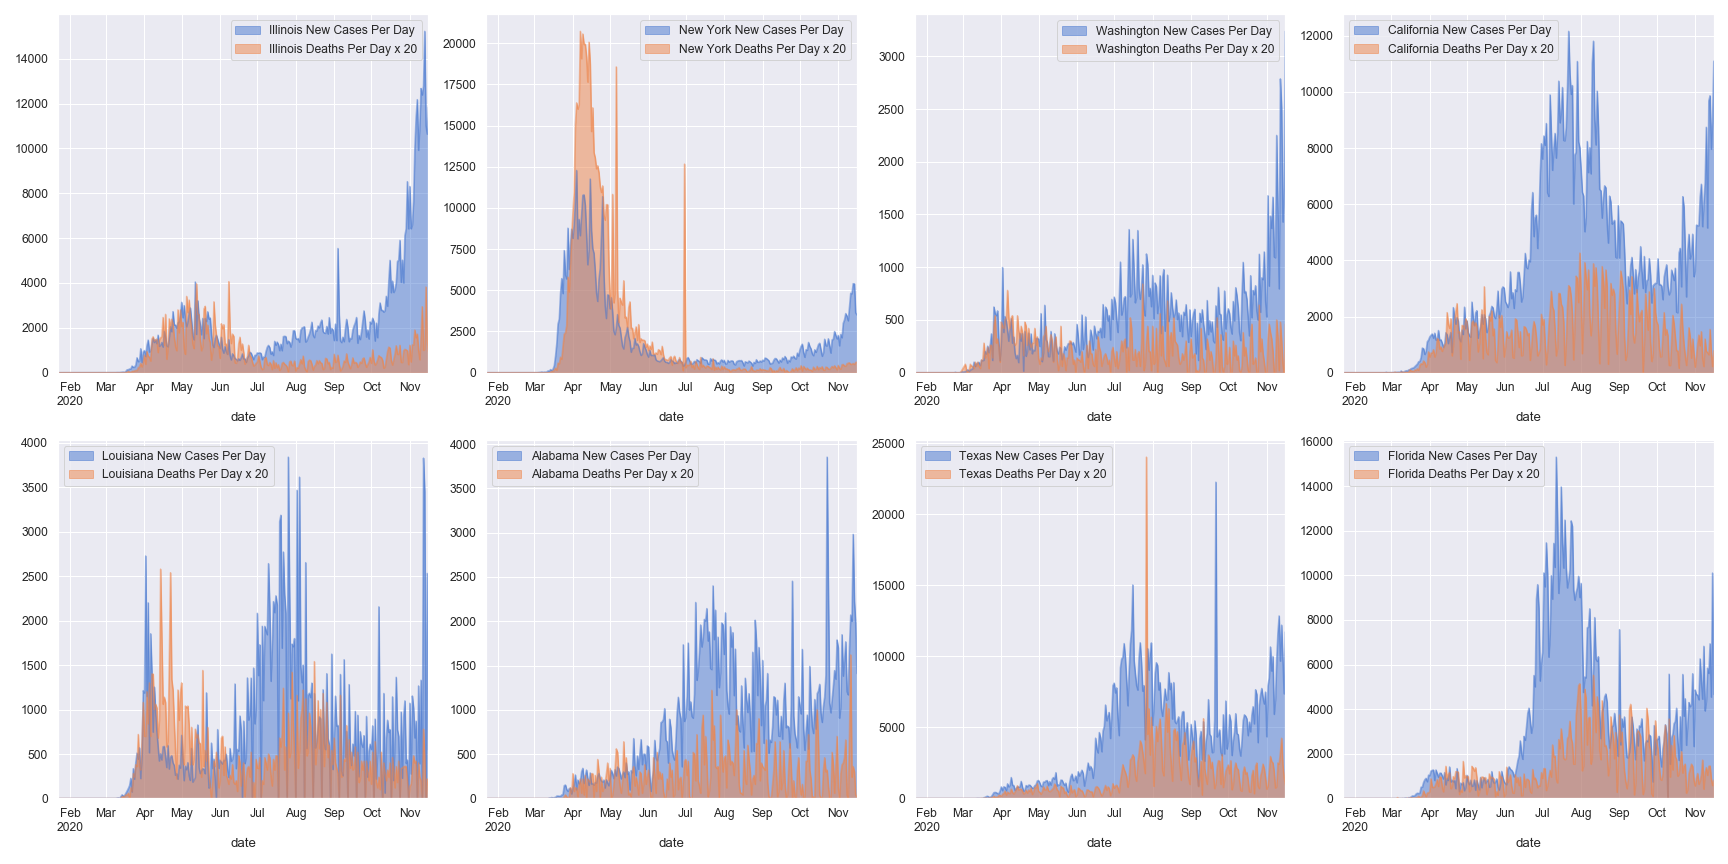 Illinois New Cases Per Day
Illinois Deaths Per Day x 20
14000
12000
10000
8000
6000
4000
2000
0
Feb Mar Apr May Jun Jul Aug Sep Oct Nov
2020
date
New York New Cases Per Day
New York Deaths Per Day x 20
20000
17500
15000
12500
10000
7500
5000
2500
0
Feb Mar Apr May Jun Jul Aug Sep Oct Nov
2020
date
Washington New Cases Per Day
Washington Deaths Per Day x 20
3000
2500
2000
1500
1000
500
0
Feb Mar Apr May Jun Jul Aug Sep Oct Nov
2020
date
California New Cases Per Day
California Deaths Per Day x 20
12000
10000
8000
6000
4000
2000
0
Feb Mar Apr May Jun Jul Aug Sep Oct Nov
2020
date
Louisiana New Cases Per Day
Louisiana Deaths Per Day x 20
4000
3500
3000
2500
2000
1500
1000
500
0
Feb Mar Apr May Jun Jul Aug Sep Oct Nov
2020
date
Alabama New Cases Per Day
Alabama Deaths Per Day x 20
4000
3500
3000
2500
2000
1500
1000
500
0
Feb Mar Apr May Jun Jul Aug Sep Oct Nov
2020
date
Texas New Cases Per Day
Texas Deaths Per Day x 20
25000
20000
15000
10000
5000
0
Feb Mar Apr May Jun Jul Aug Sep Oct Nov
2020
date
Florida New Cases Per Day
Florida Deaths Per Day x 20
16000
14000
12000
10000
8000
6000
4000
2000
0
Feb Mar Apr May Jun Jul Aug Sep Oct Nov
2020
date